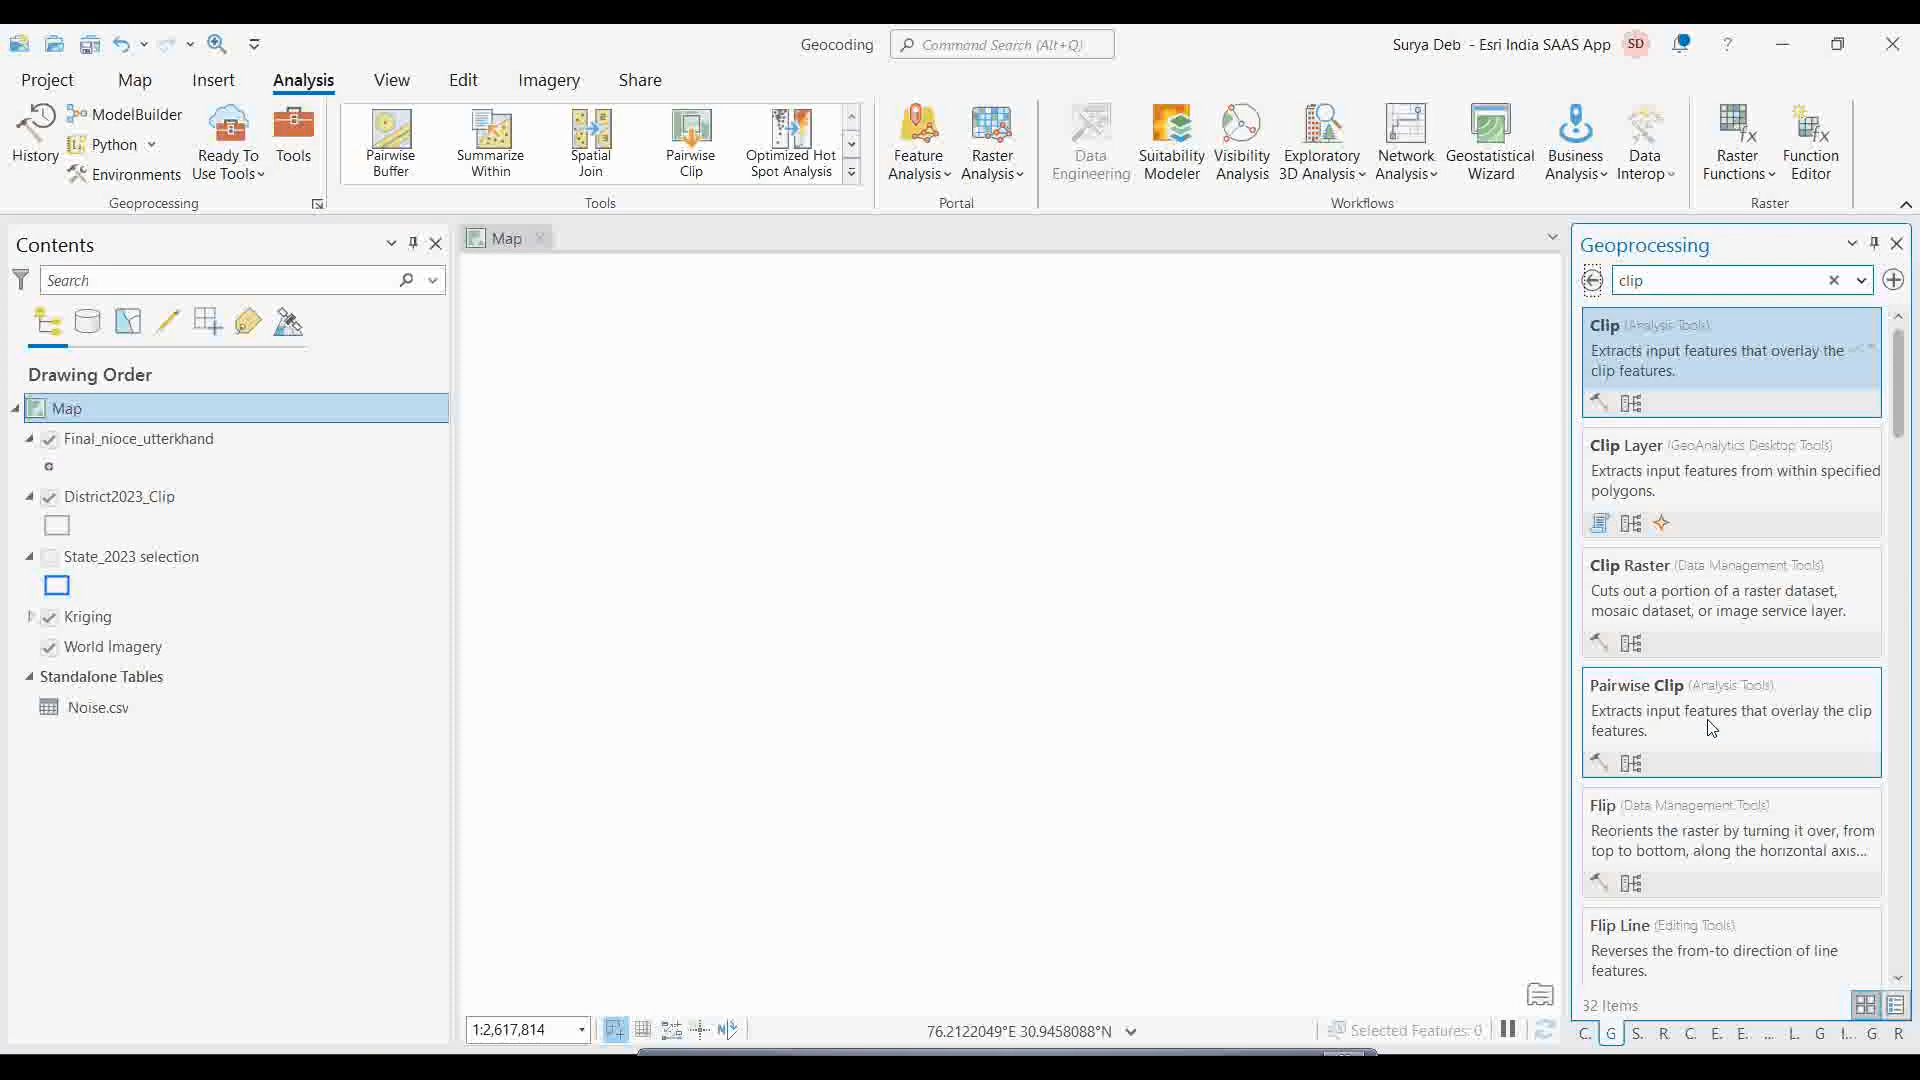 Geocoding
Command Search (Alt+Q)
Surya Deb - Esri India SAAS App
SD
?
Project
Map
Insert
Analysis
View
Edit
Imagery
Share
History
ModelBuilder
Python
Environments
Ready To
Use Tools
Tools
Geoprocessing
Pairwise
Buffer
Summarize
Within
Spatial
Join
Pairwise
Clip
Optimized Hot
Spot Analysis
Tools
Feature
Analysis
Raster
Analysis
Portal
Data
Engineering
Suitability
Modeler
Visibility
Analysis
Exploratory
3D Analysis
Network
Analysis
Geostatistical
Wizard
Business
Analysis
Data
Interop
Workflows
Raster
Functions
Function
Editor
Raster
Contents
Search
Drawing Order
Map
Final_nioce_utterkhand
District2023_Clip
State_2023 selection
Kriging
World Imagery
Standalone Tables
Noise.csv
Map
1:2,617,814
76.2122049°E 30.9458088°N
Selected Features: 0
Geoprocessing
clip
Clip (Analysis Tools)
Extracts input features that overlay the
clip features.
Clip Layer (GeoAnalytics Desktop Tools)
Extracts input features from within specified
polygons.
Clip Raster (Data Management Tools)
Cuts out a portion of a raster dataset,
mosaic dataset, or image service layer.
Pairwise Clip (Analysis Tools)
Extracts input features that overlay the clip
features.
Flip (Data Management Tools)
Reorients the raster by turning it over, from
top to bottom, along the horizontal axis...
Flip Line (Editing Tools)
Reverses the from-to direction of line
features.
32 Items
C. G S. R C. E. E. ... L. G I... G R